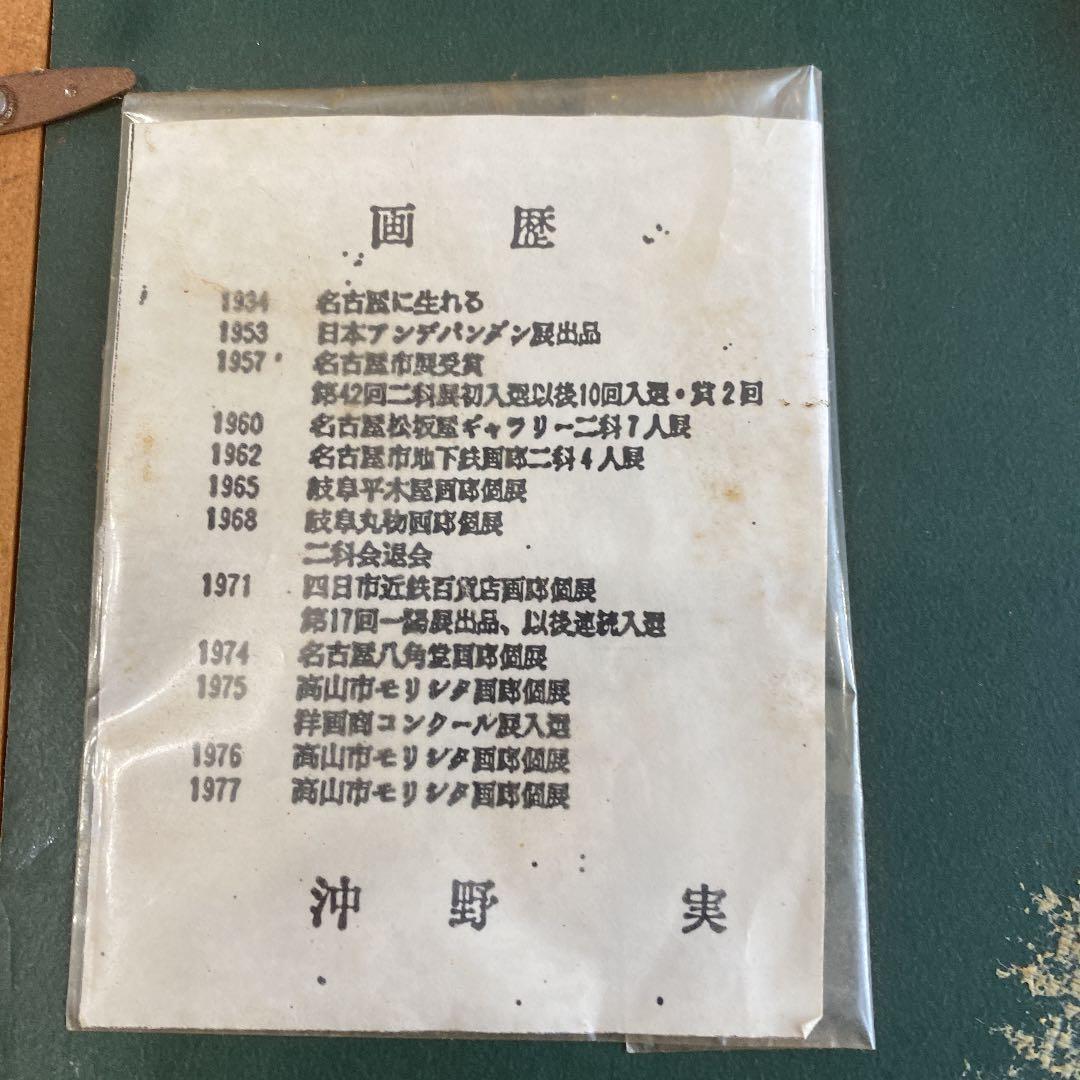 画歴
1934 名古屋に生れる
1953 日本アンデパンダン展出品
1957 名古屋市展受賞
第42回二科展初入選以後10回入選・賞2回
1960 名古屋松坂屋ギャラリー二科7人展
1962 名古屋市地下鉄画廊二科4人展
1965 岐阜平木屋画廊個展
1968 岐阜丸物画廊個展
二科会退会
1971 四日市近鉄百貨店画廊個展
第17回一陽展出品、以後連続入選
1974 名古屋八角堂画廊個展
1975 高山市モリシタ画廊個展
洋画商コンクール展入選
1976 高山市モリシタ画廊個展
1977 高山市モリシタ画廊個展
沖野 実